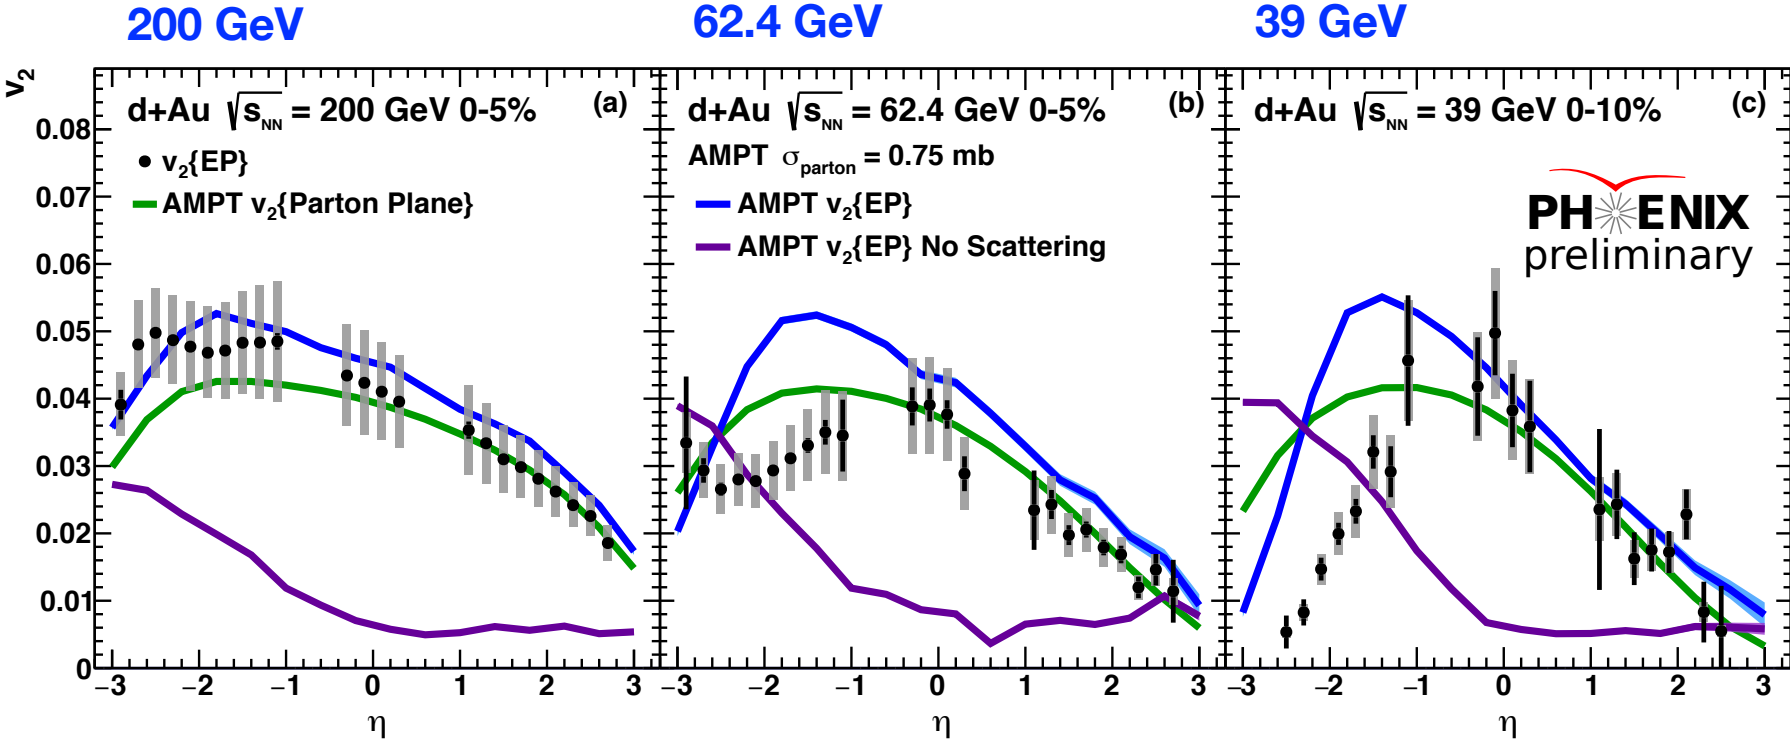 200 GeV
62.4 GeV
39 GeV
v₂
d+Au √sNN = 200 GeV 0-5%
(a)
v₂{EP}
AMPT v₂{Parton Plane}
d+Au √sNN = 62.4 GeV 0-5%
(b)
AMPT σparton = 0.75 mb
AMPT v₂{EP}
AMPT v₂{EP} No Scattering
d+Au √sNN = 39 GeV 0-10%
(c)
PHENIX
preliminary
0.08
0.07
0.06
0.05
0.04
0.03
0.02
0.01
0
−3 −2 −1 0 1 2 3
−3 −2 −1 0 1 2 3
−3 −2 −1 0 1 2 3
η
η
η